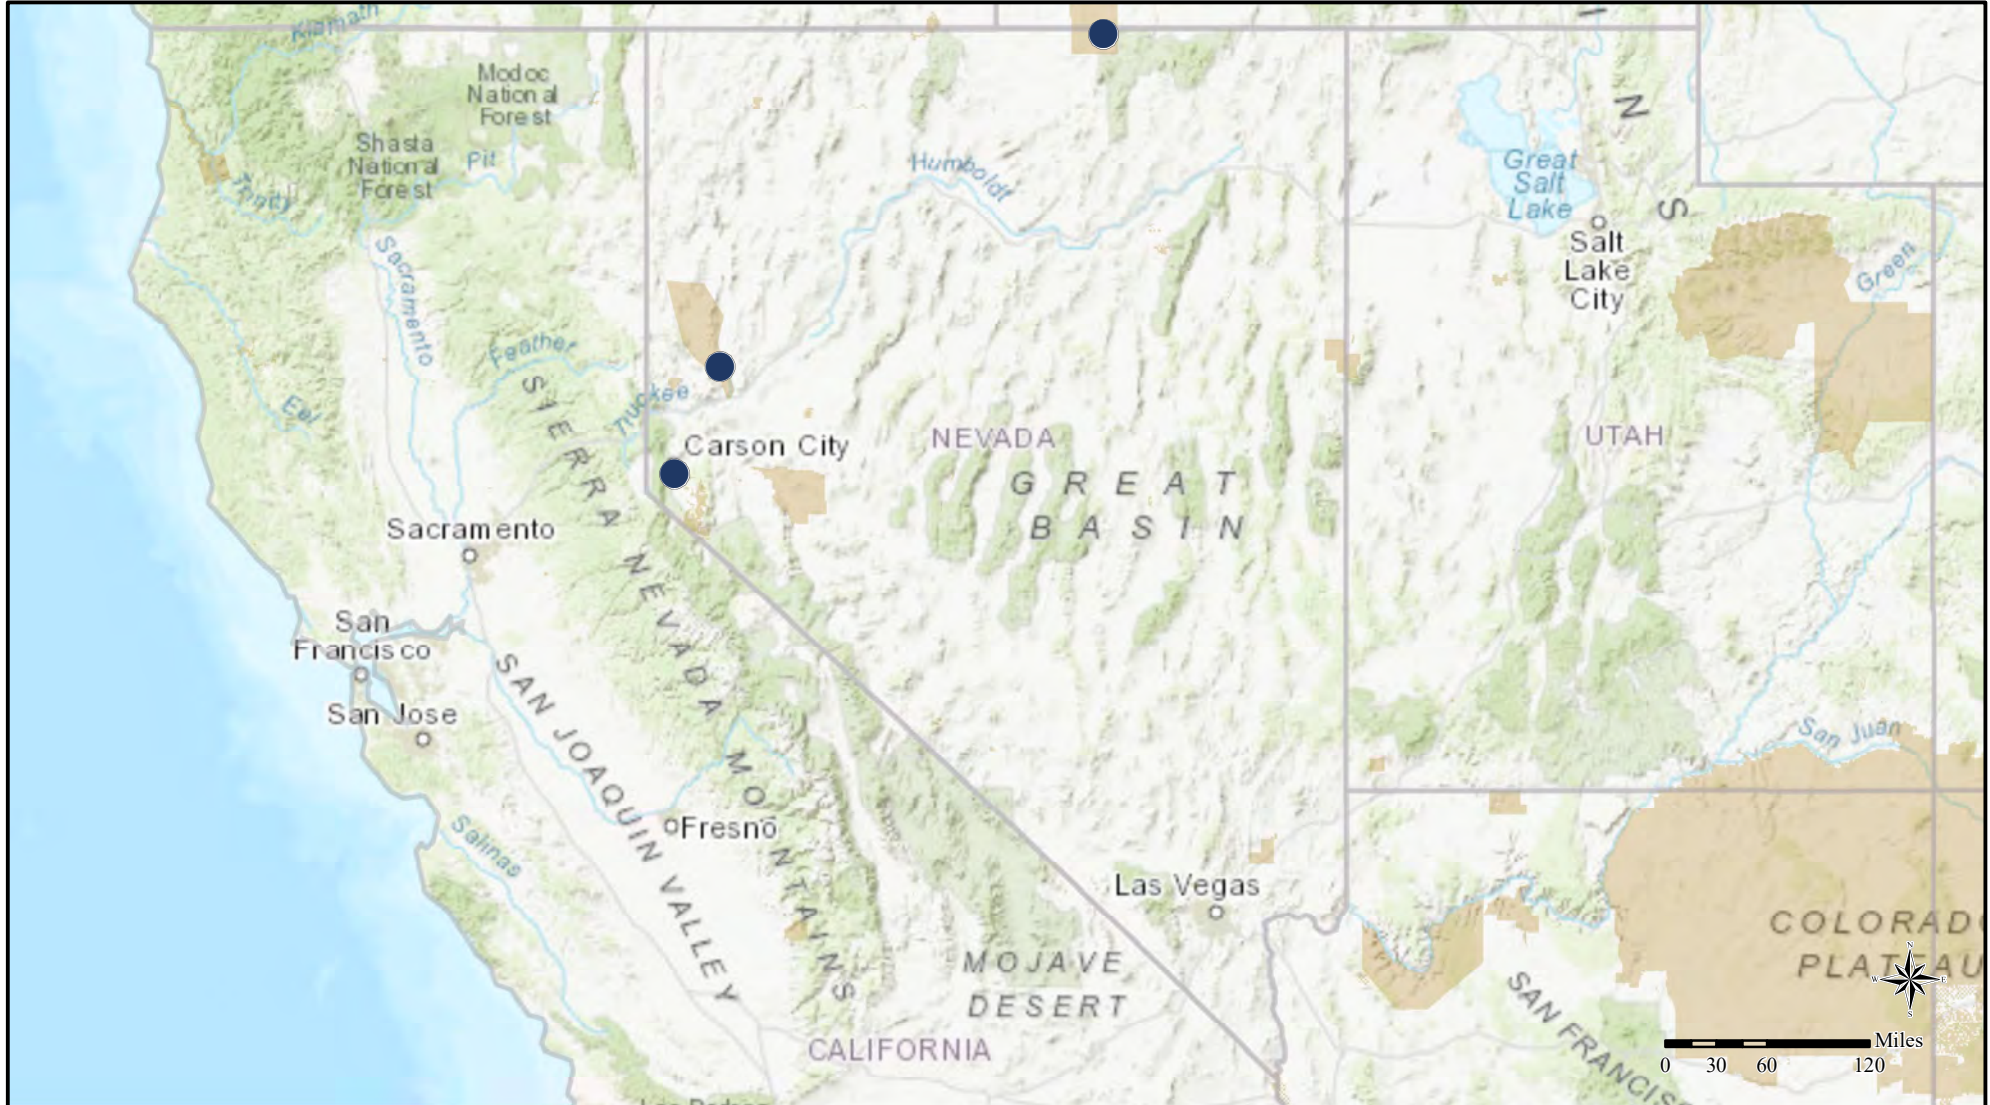 Klamath
Modoc
National
Forest
Shasta
National
Forest
Pit
Trinity
Humboldt
Great
Salt
Lake
N
S
Salt
Lake
City
Green
Sacramento
Feather
Eel
Truckee
Carson City
NEVADA
UTAH
GREAT
BASIN
SIERRA NEVADA MOUNTAINS
Sacramento
San
Francisco
San Jose
SAN JOAQUIN VALLEY
San Juan
Fresno
Salinas
Las Vegas
MOJAVE
DESERT
COLORADO
PLATEAU
N
W
E
S
SAN FRANCISC
CALIFORNIA
Miles
0 30 60 120